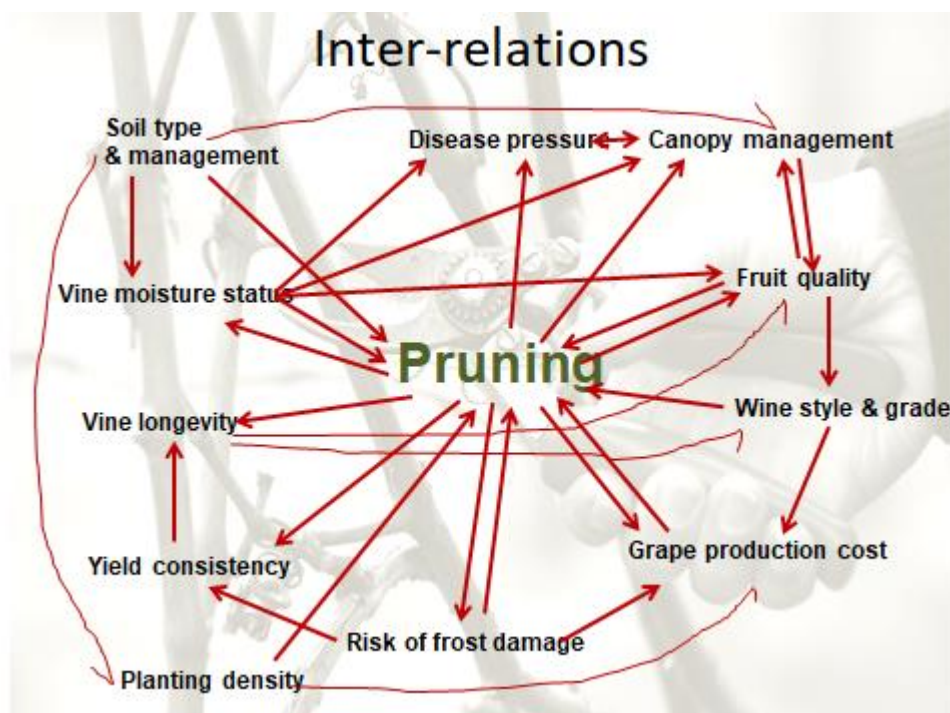 Inter-relations
Soil type
& management
Disease pressure
Canopy management
Vine moisture status
Fruit quality
Pruning
Vine longevity
Wine style & grade
Yield consistency
Grape production cost
Risk of frost damage
Planting density